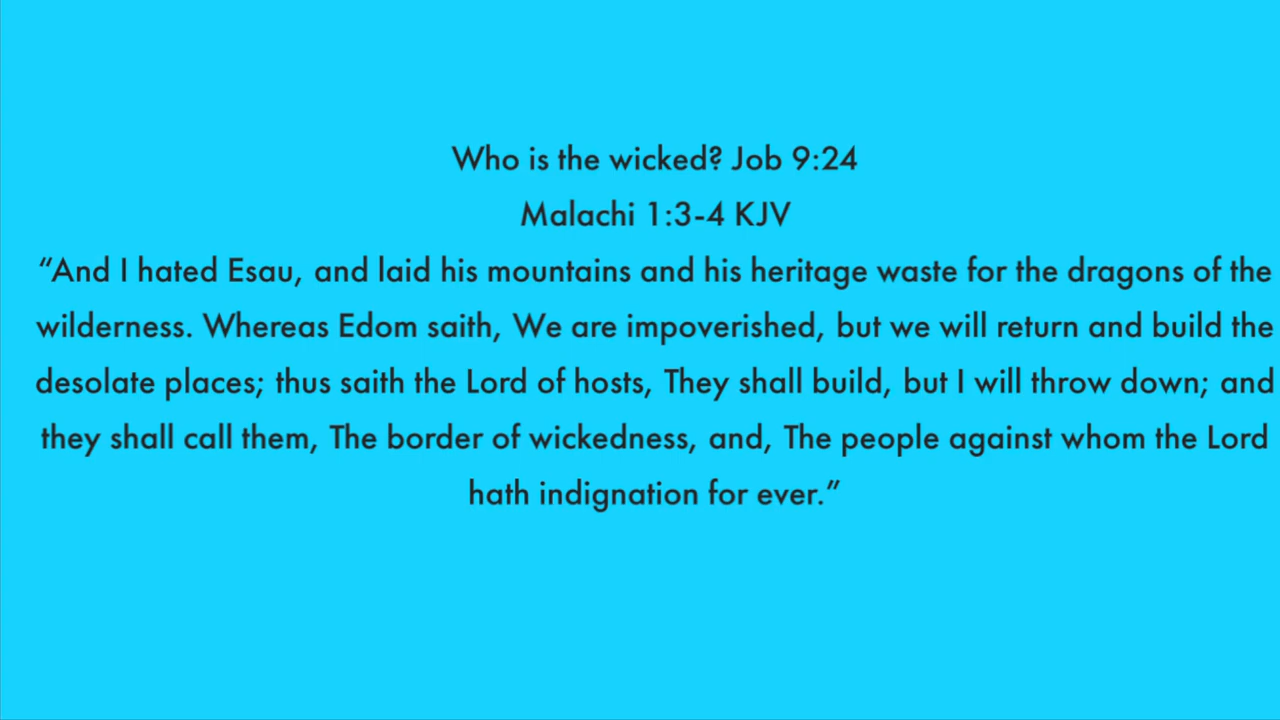 Who is the wicked? Job 9:24
Malachi 1:3-4 KJV
“And I hated Esau, and laid his mountains and his heritage waste for the dragons of the
wilderness. Whereas Edom saith, We are impoverished, but we will return and build the
desolate places; thus saith the Lord of hosts, They shall build, but I will throw down; and
they shall call them, The border of wickedness, and, The people against whom the Lord
hath indignation for ever.”